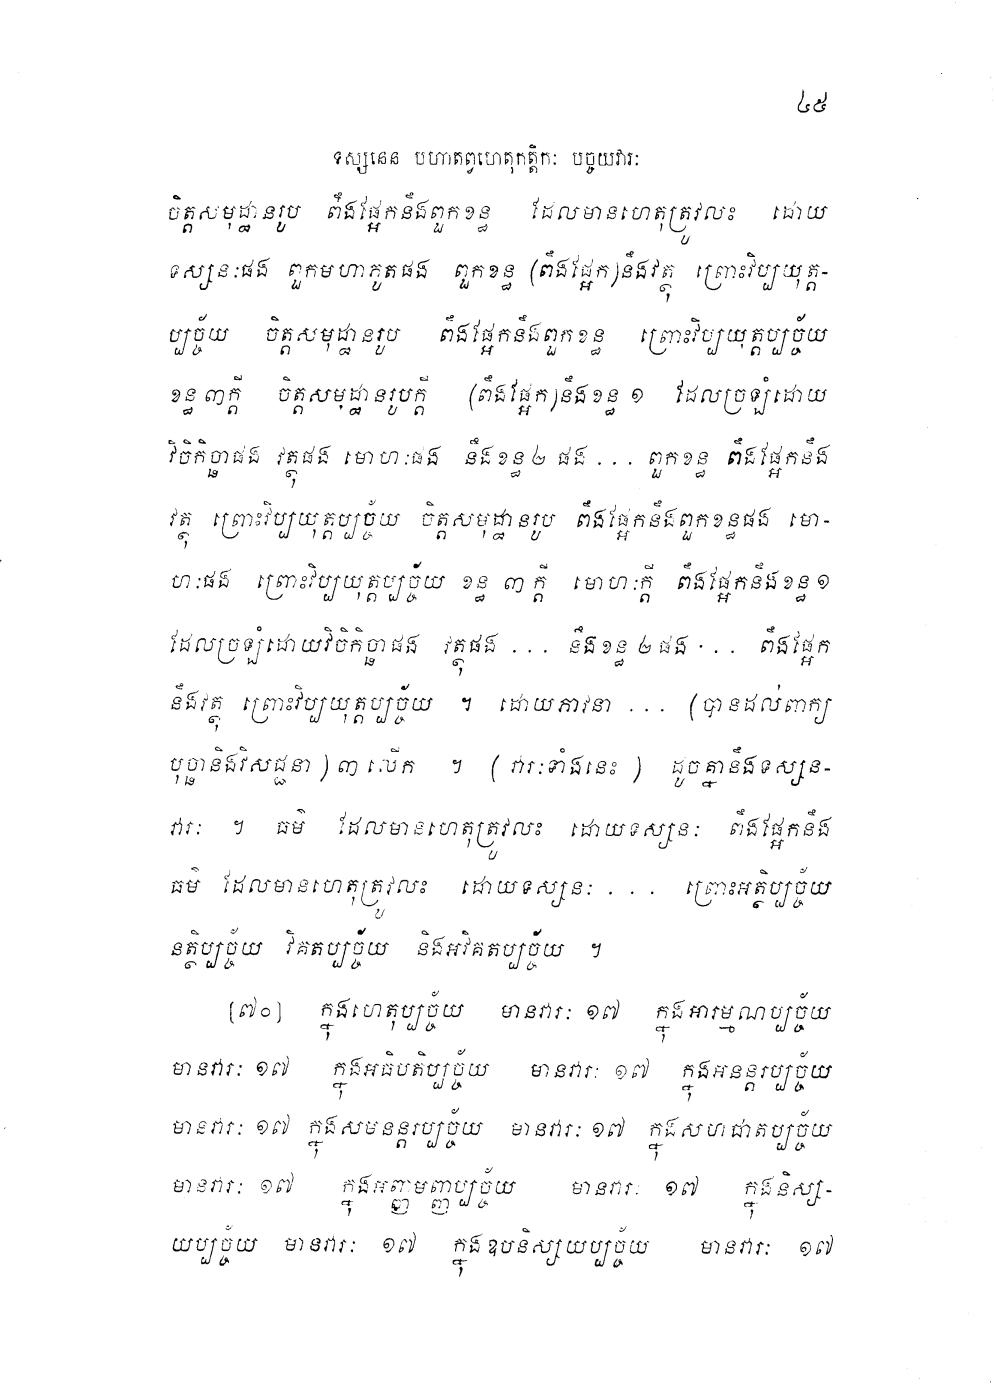 ៤៥
ទស្សនេន បហាតព្វហេតុកត្តិកៈ បច្ចយវារៈ
ចិត្តសមុដ្ឋានរូប ពឹងផ្អែកនឹងពួកខន្ធ ដែលមានហេតុត្រូវលះ ដោយ
ទស្សនៈផង ពួកមហាភូតផង ពួកខន្ធ (ពឹងផ្អែក)នឹងវត្ថុ ព្រោះវិប្បយុត្ត-
ប្បច្ច័យ ចិត្តសមុដ្ឋានរូប ពឹងផ្អែកនឹងពួកខន្ធ ព្រោះវិប្បយុត្តប្បច្ច័យ
ខន្ធ ៣ក្តី ចិត្តសមុដ្ឋានរូបក្តី (ពឹងផ្អែក)នឹងខន្ធ ១ ដែលច្រឡំដោយ
វិចិកិច្ឆាផង វត្ថុផង មោហៈផង នឹងខន្ធ ២ ផង . . . ពួកខន្ធ ពឹងផ្អែកនឹង
វត្ថុ ព្រោះវិប្បយុត្តប្បច្ច័យ ចិត្តសមុដ្ឋានរូប ពឹងផ្អែកនឹងពួកខន្ធផង មោ-
ហៈផង ព្រោះវិប្បយុត្តប្បច្ច័យ ខន្ធ ៣ ក្តី មោហៈក្តី ពឹងផ្អែកនឹងខន្ធ ១
ដែលច្រឡំដោយវិចិកិច្ឆាផង វត្ថុផង . . . នឹងខន្ធ ២ ផង . . . ពឹងផ្អែក
នឹងវត្ថុ ព្រោះវិប្បយុត្តប្បច្ច័យ ។ ដោយភាវនា . . . (បានដល់ពាក្យ
បុច្ឆានិងវិសជ្ជនា) ៣ លើក ។ (វារៈទាំងនេះ) ដូចគ្នានឹងទស្សន-
វារៈ ។ ធម៌ ដែលមានហេតុត្រូវលះ ដោយទស្សនៈ ពឹងផ្អែកនឹង
ធម៌ ដែលមានហេតុត្រូវលះ ដោយទស្សនៈ . . . ព្រោះអត្ថិប្បច្ច័យ
នត្ថិប្បច្ច័យ វិគតប្បច្ច័យ និងអវិគតប្បច្ច័យ ។
[៧០] ក្នុងហេតុប្បច្ច័យ មានវារៈ ១៧ ក្នុងអារម្មណប្បច្ច័យ
មានវារៈ ១៧ ក្នុងអធិបតិប្បច្ច័យ មានវារៈ ១៧ ក្នុងអនន្តរប្បច្ច័យ
មានវារៈ ១៧ ក្នុងសមនន្តរប្បច្ច័យ មានវារៈ ១៧ ក្នុងសហជាតប្បច្ច័យ
មានវារៈ ១៧ ក្នុងអញ្ញមញ្ញប្បច្ច័យ មានវារៈ ១៧ ក្នុងនិស្ស-
យប្បច្ច័យ មានវារៈ ១៧ ក្នុងឧបនិស្សយប្បច្ច័យ មានវារៈ ១៧